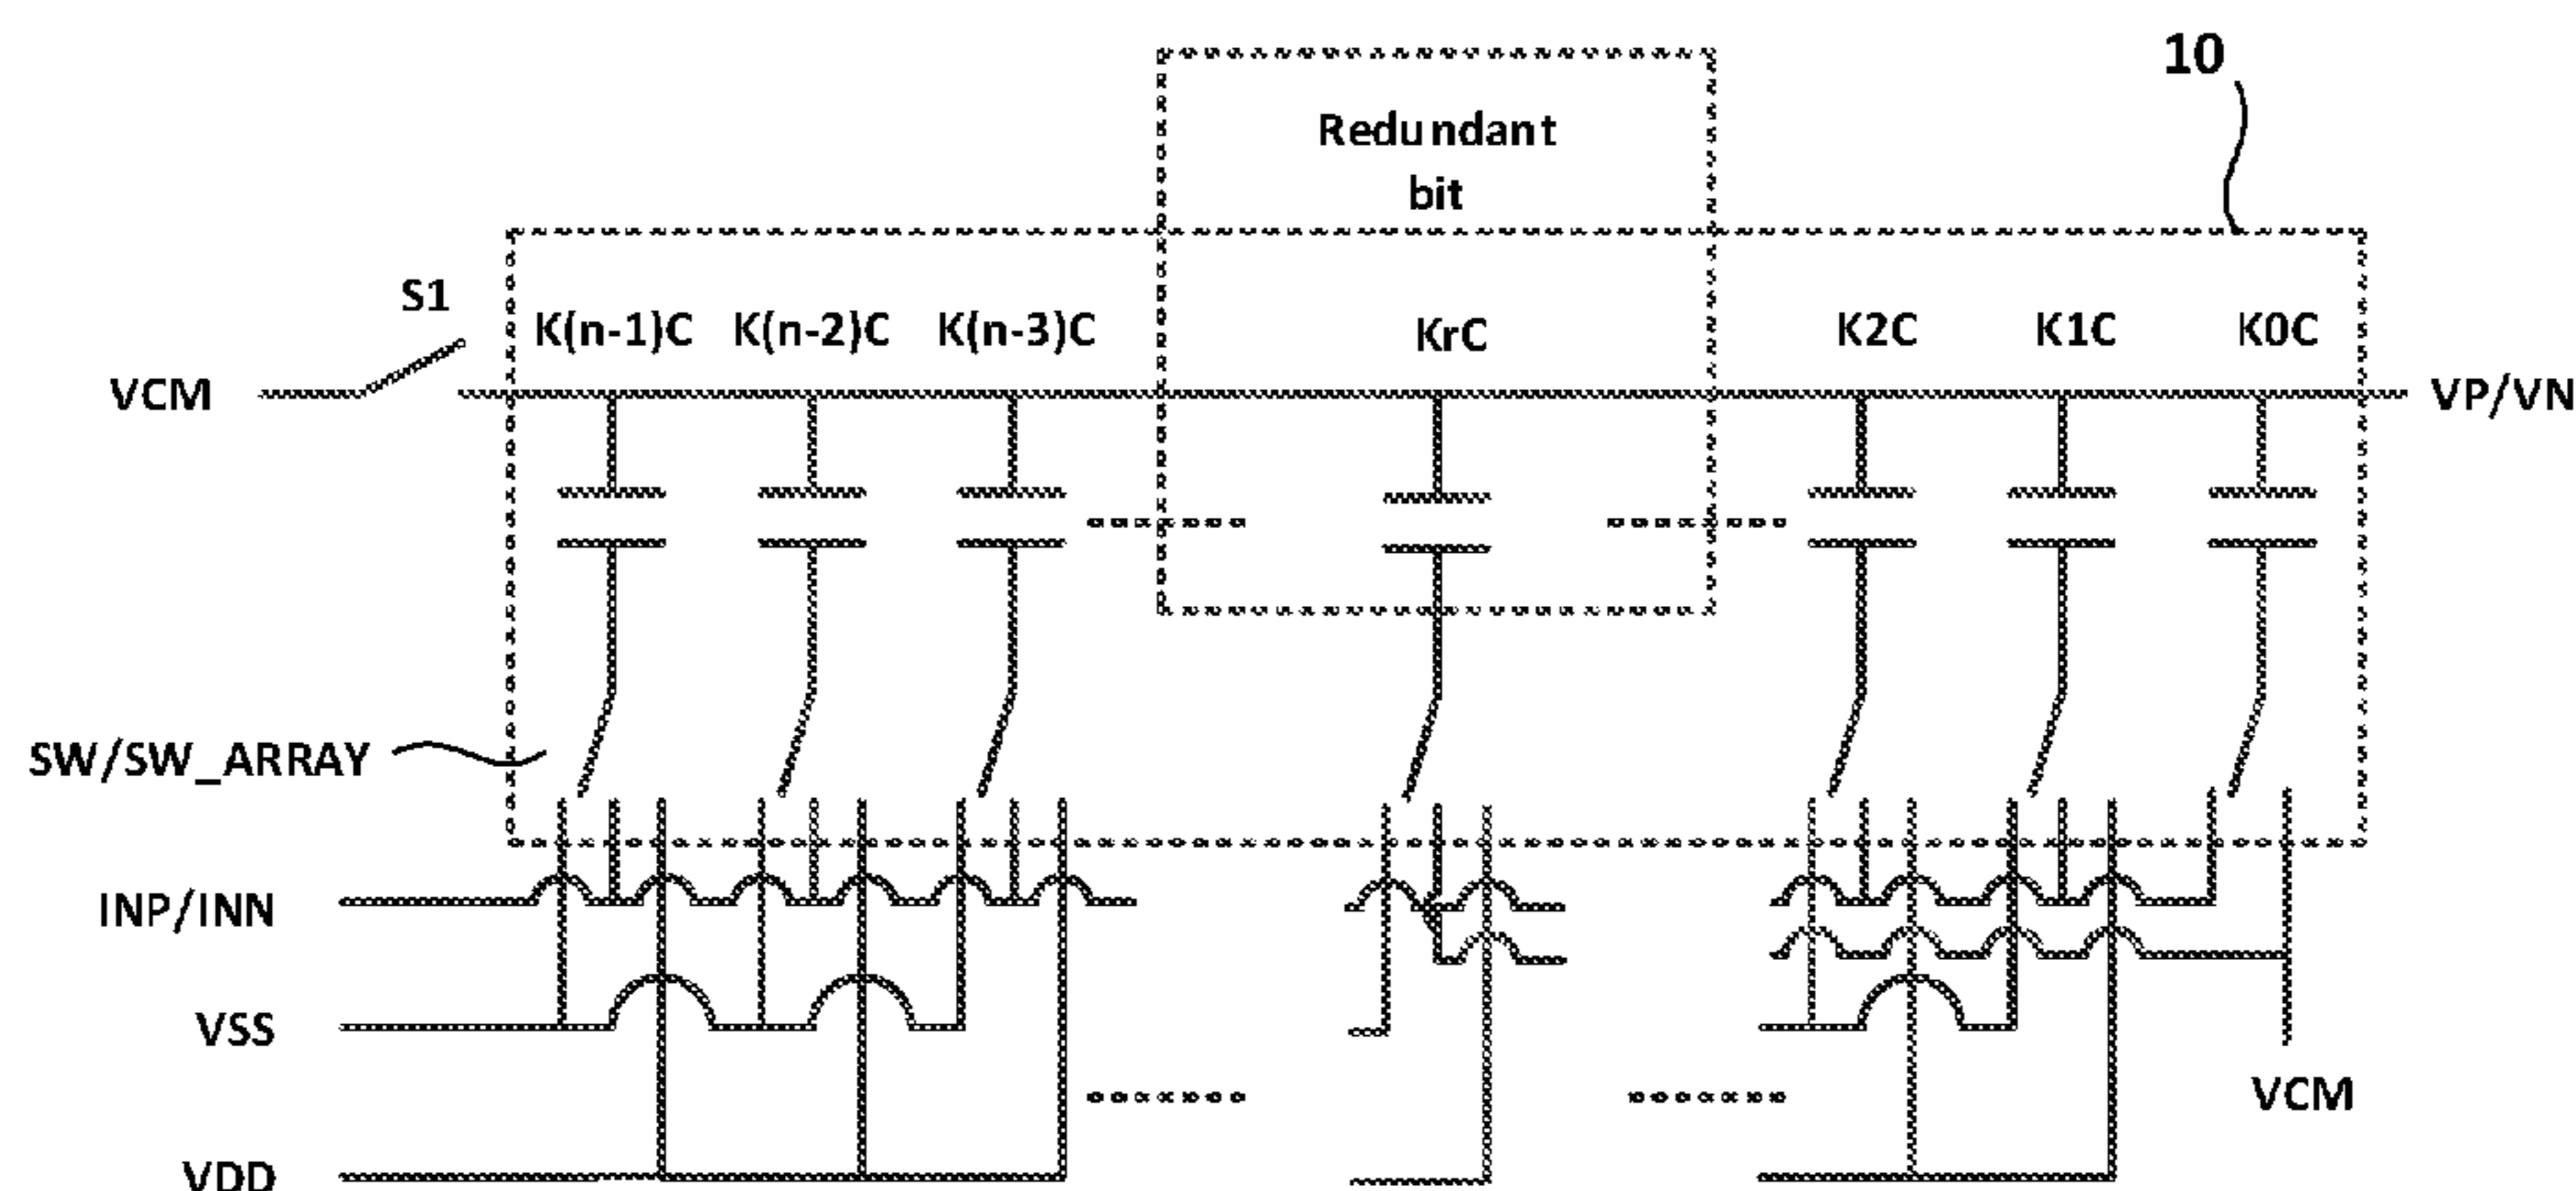 10
Redundant
bit
S1
K(n-1)C K(n-2)C K(n-3)C KrC K2C K1C K0C
VCM
VP/VN
SW/SW_ARRAY
INP/INN
VSS
VCM
VDD